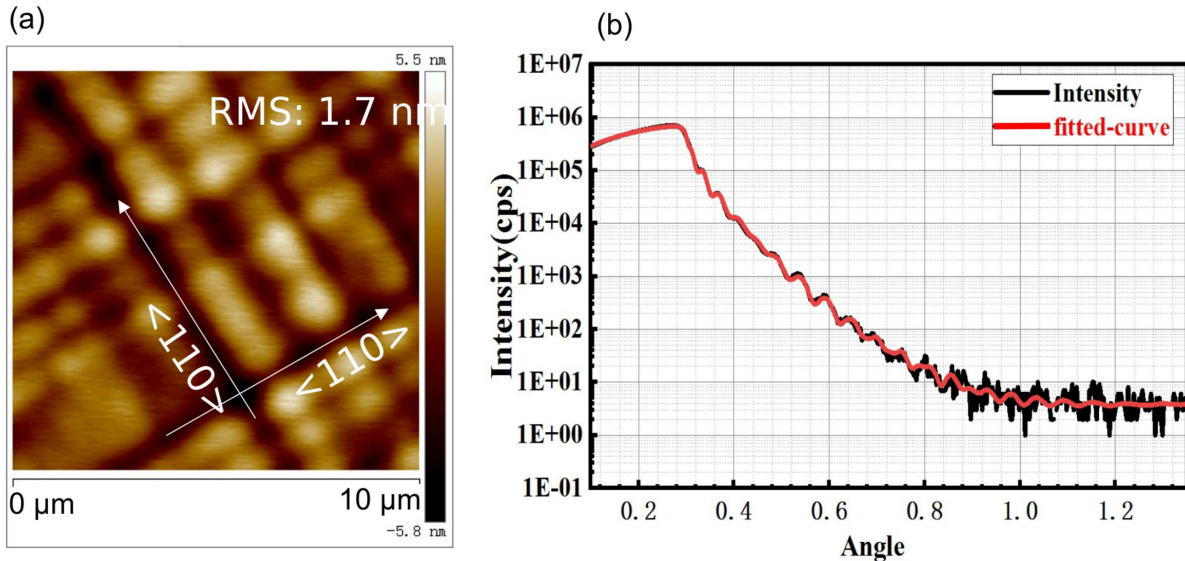 (a)
5.5 nm
RMS: 1.7 nm
<110>
<110>
0 μm
10 μm
-5.8 nm
(b)
1E+07
1E+06
1E+05
1E+04
1E+03
1E+02
1E+01
1E+00
1E-01
Intensity(cps)
Intensity
fitted-curve
0.2 0.4 0.6 0.8 1.0 1.2
Angle